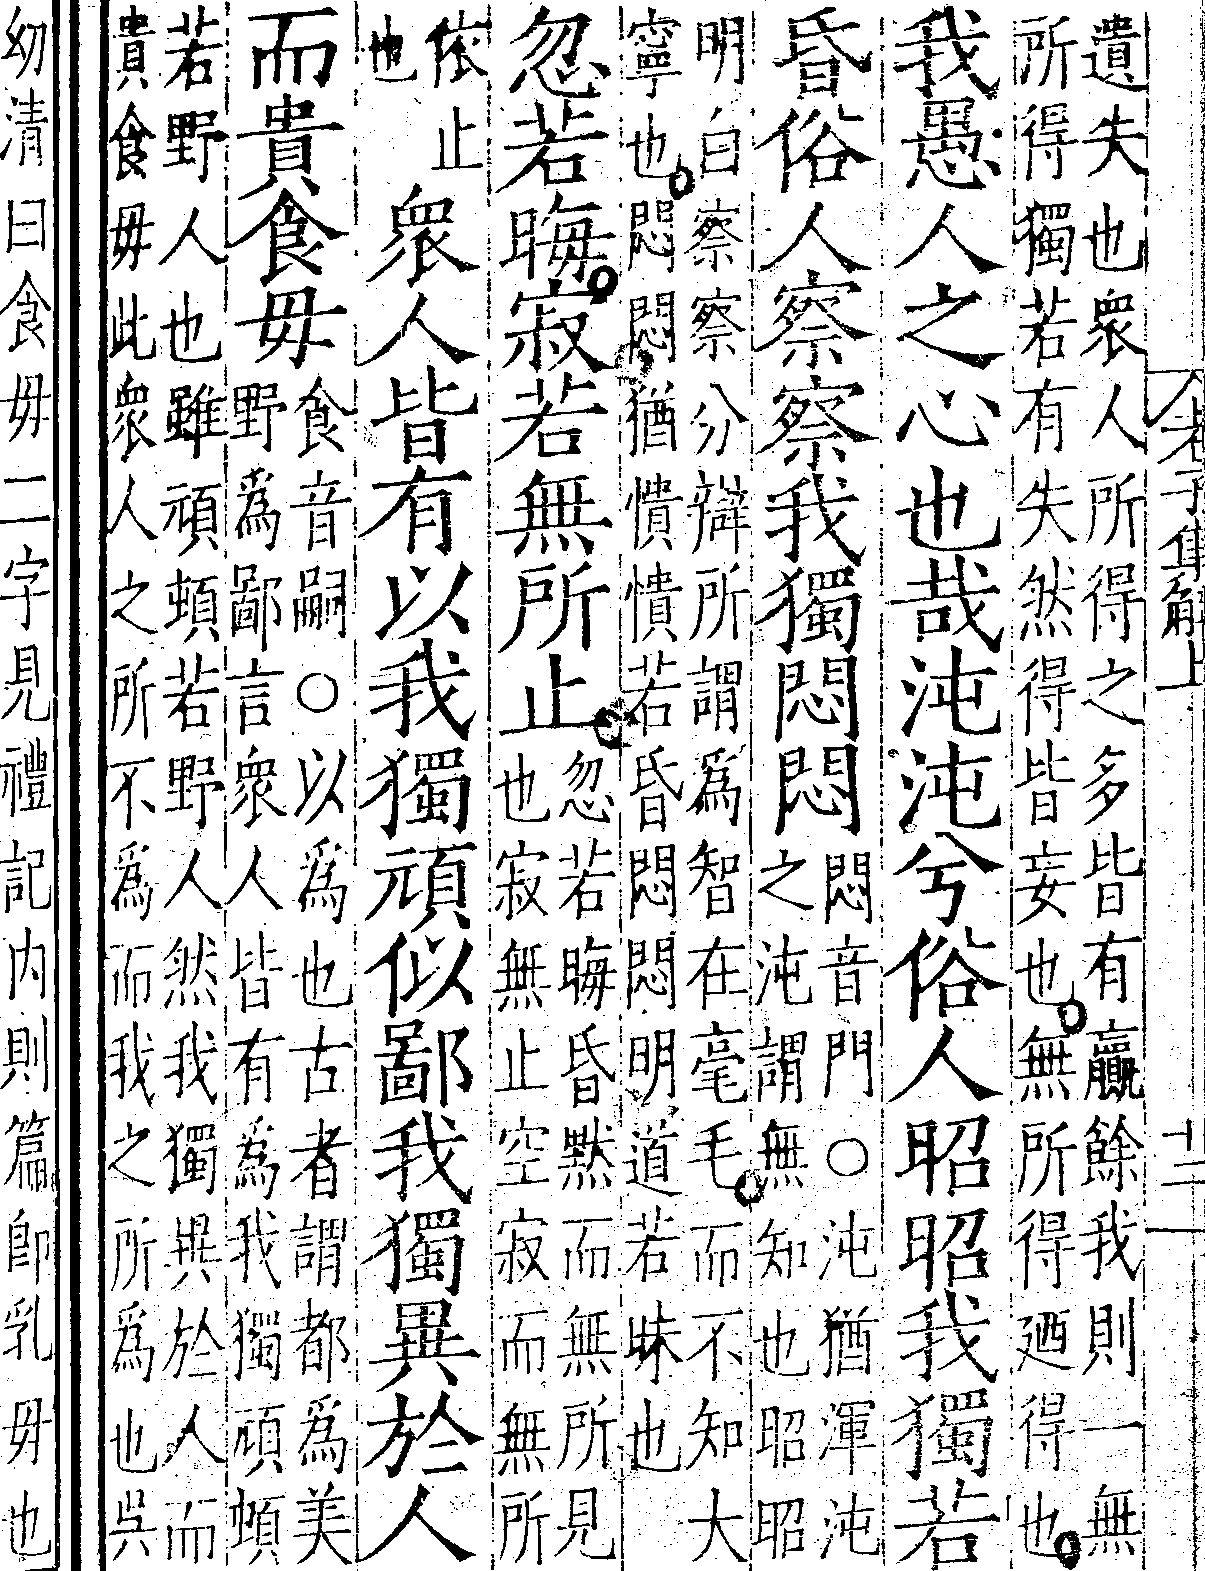 老子集解上
廿二
遺失也衆人所得之多皆有贏餘我則一無
所得獨若有失然得皆妄也無所得廼得也
我愚人之心也哉沌沌兮俗人昭昭我獨若
昏俗人察察我獨悶悶
悶音門○沌猶渾沌
之沌謂無知也昭昭
明白察察分辨所謂爲智在毫毛而不知大
寧也悶悶猶憒憒若昏悶悶明道若昧也
忽若晦寂若無所止
忽若晦昏默而無所見
也寂無止空寂而無所
依止
也
衆人皆有以我獨頑似鄙我獨異於人
而貴食毋
食音嗣○以爲也古者謂都爲美
野爲鄙言衆人皆有爲我獨頑頓
若野人也雖頑頓若野人然我獨異於人而
貴食毋此衆人之所不爲而我之所爲也吳
幼清曰食毋二字見禮記内則篇卽乳毋也